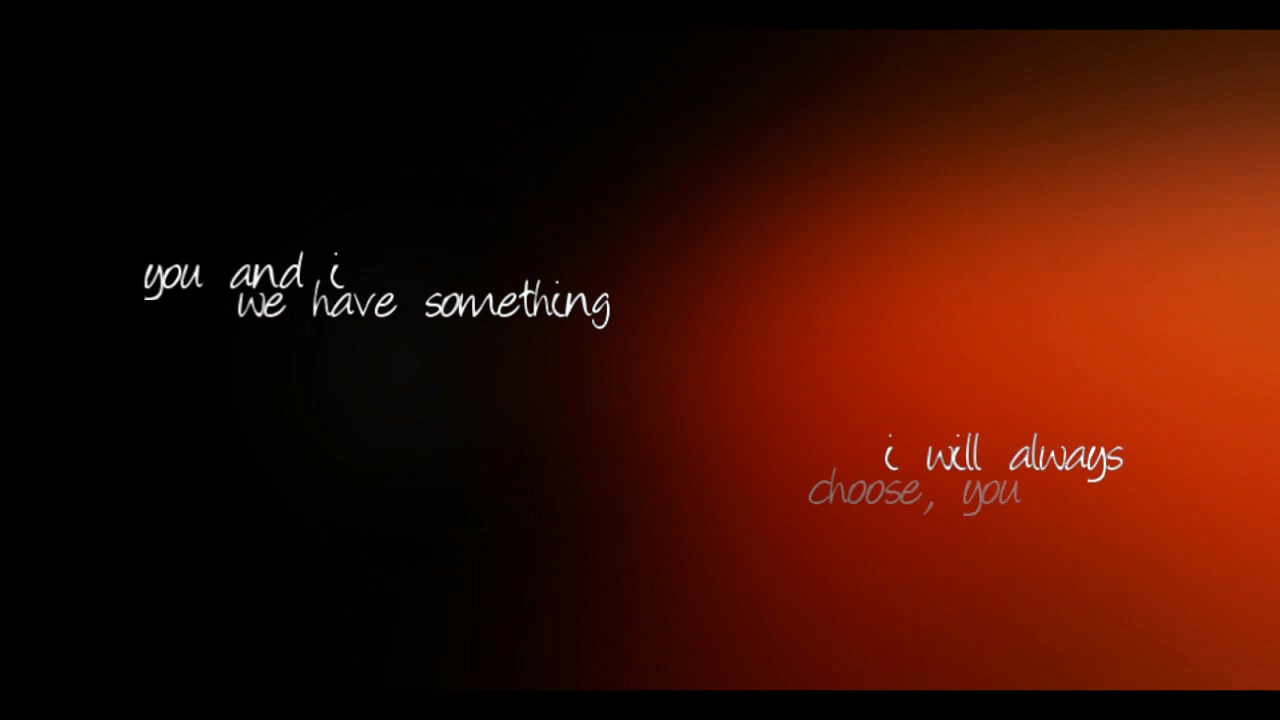 you and i
we have something
i will always
choose, you